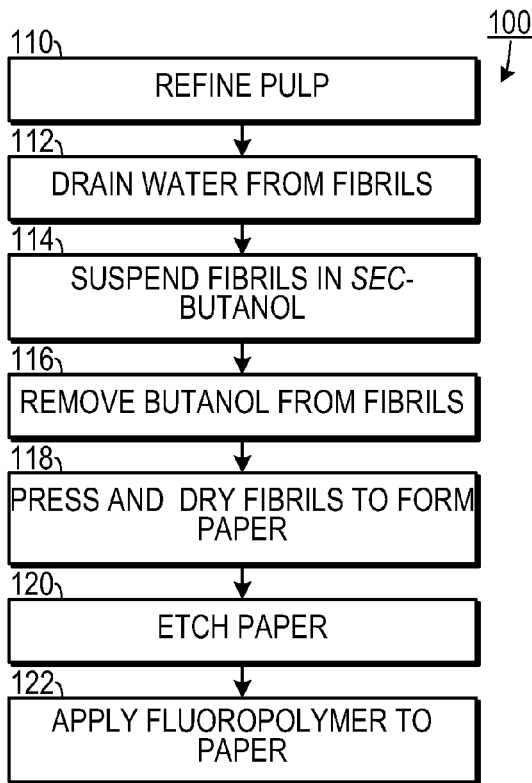 100
110
REFINE PULP
112
DRAIN WATER FROM FIBRILS
114
SUSPEND FIBRILS IN SEC-
BUTANOL
116
REMOVE BUTANOL FROM FIBRILS
118
PRESS AND DRY FIBRILS TO FORM
PAPER
120
ETCH PAPER
122
APPLY FLUOROPOLYMER TO
PAPER